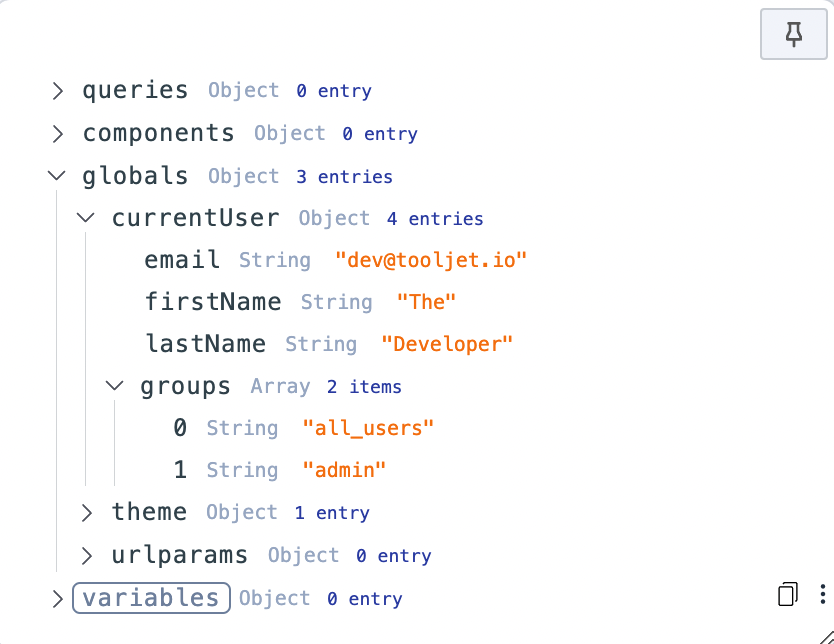 queries Object 0 entry
components Object 0 entry
globals Object 3 entries
currentUser Object 4 entries
email String "dev@tooljet.io"
firstName String "The"
lastName String "Developer"
groups Array 2 items
0 String "all_users"
1 String "admin"
theme Object 1 entry
urlparams Object 0 entry
variables Object 0 entry